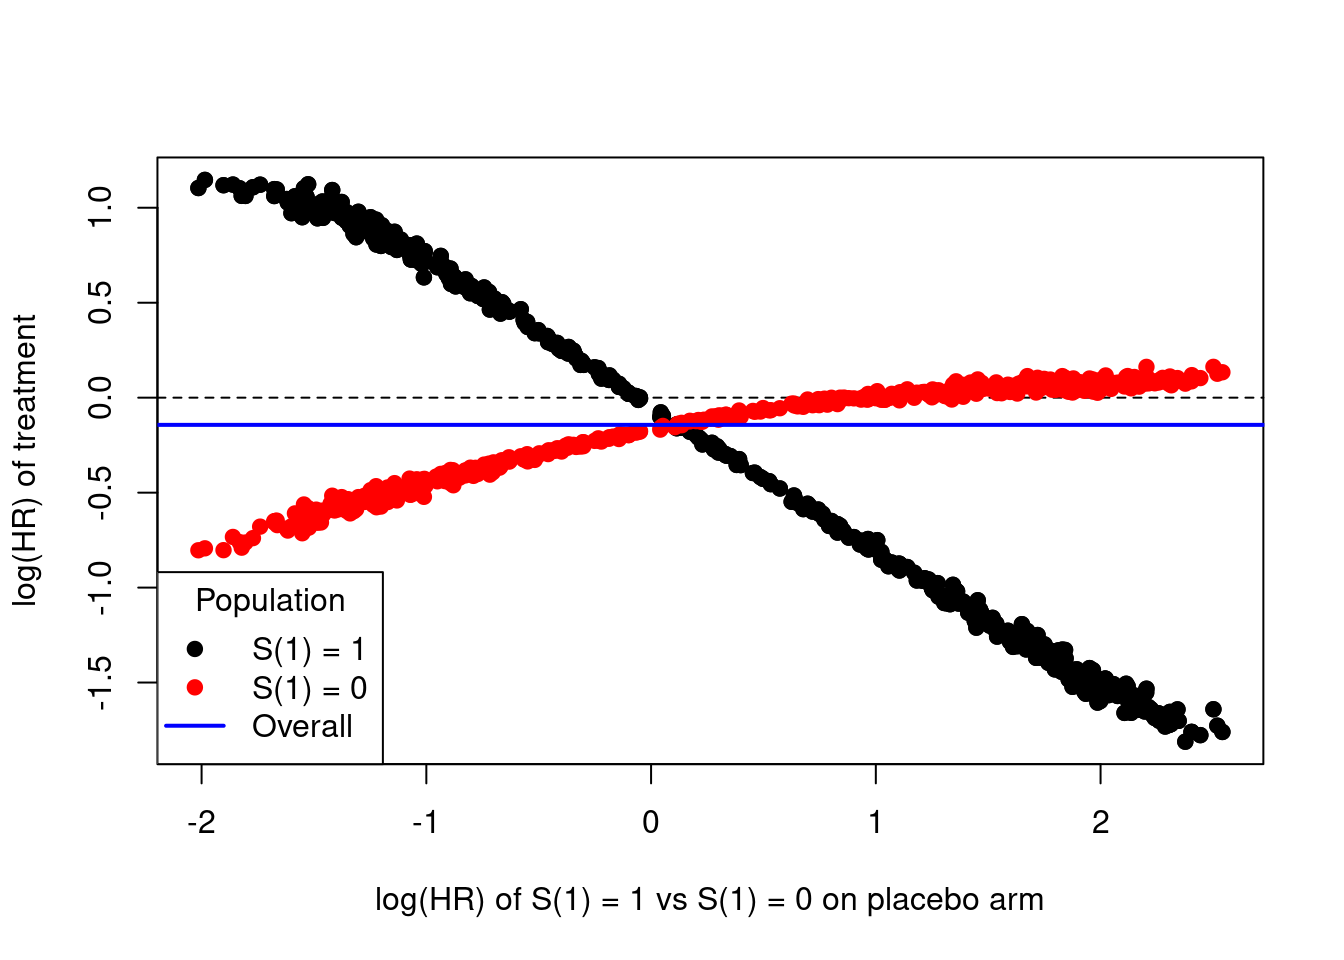 1.0
0.5
0.0
-0.5
-1.0
-1.5
log(HR) of treatment
Population
S(1) = 1
S(1) = 0
Overall
-2 -1 0 1 2
log(HR) of S(1) = 1 vs S(1) = 0 on placebo arm